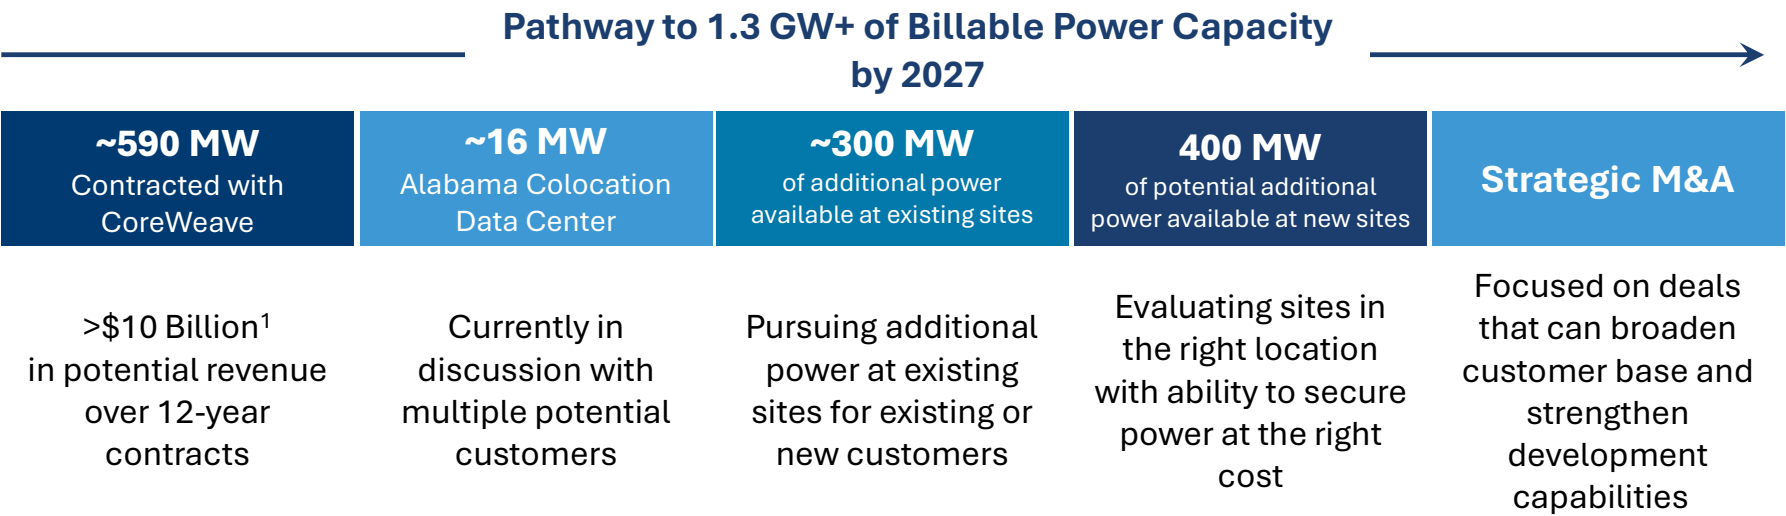 Pathway to 1.3 GW+ of Billable Power Capacity
by 2027
~590 MW
Contracted with
CoreWeave
>$10 Billion¹
in potential revenue
over 12-year
contracts
~16 MW
Alabama Colocation
Data Center
Currently in
discussion with
multiple potential
customers
~300 MW
of additional power
available at existing sites
Pursuing additional
power at existing
sites for existing or
new customers
400 MW
of potential additional
power available at new sites
Evaluating sites in
the right location
with ability to secure
power at the right
cost
Strategic M&A
Focused on deals
that can broaden
customer base and
strengthen
development
capabilities